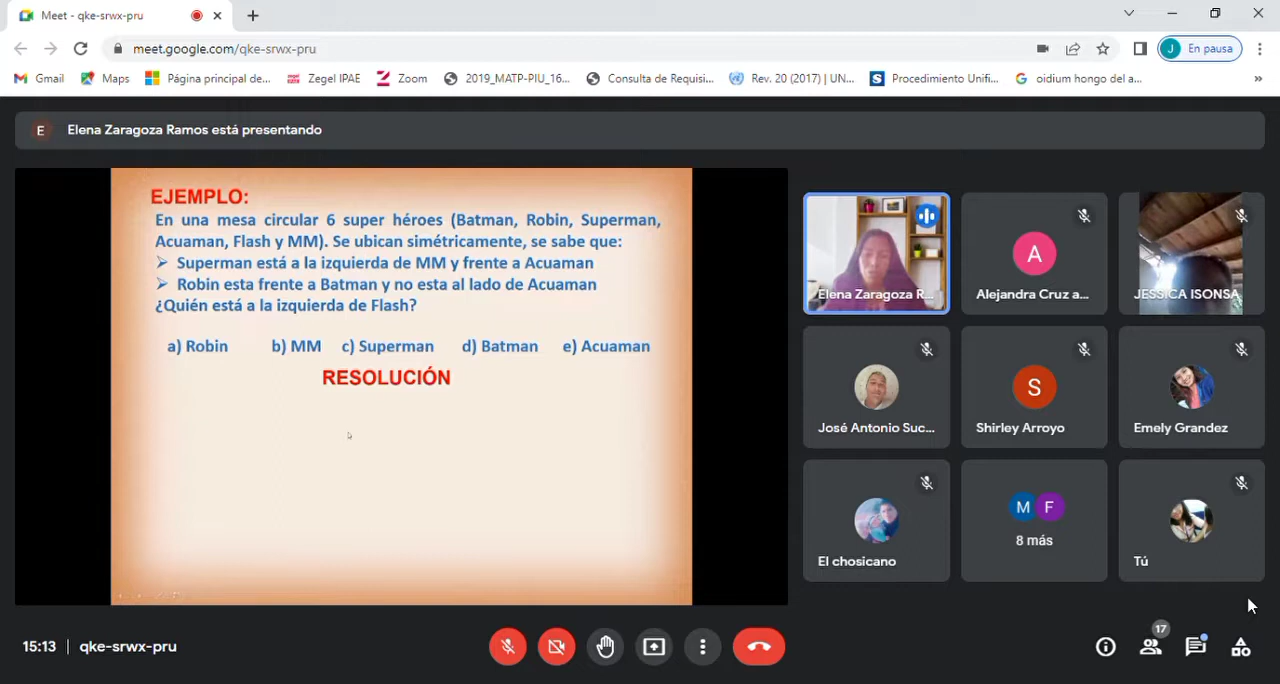 Meet - qke-srwx-pru
meet.google.com/qke-srwx-pru
En pausa
J
Gmail
Maps
Página principal de...
Zegel IPAE
Zoom
2019_MATP-PIU_16...
Consulta de Requisi...
Rev. 20 (2017) | UN...
Procedimiento Unifi...
oidium hongo del a...
E
Elena Zaragoza Ramos está presentando
EJEMPLO:
En una mesa circular 6 super héroes (Batman, Robin, Superman,
Acuaman, Flash y MM). Se ubican simétricamente, se sabe que:
Superman está a la izquierda de MM y frente a Acuaman
Robin esta frente a Batman y no esta al lado de Acuaman
¿Quién está a la izquierda de Flash?
a) Robin b) MM c) Superman d) Batman e) Acuaman
RESOLUCIÓN
Elena Zaragoza R...
A
Alejandra Cruz a...
JESSICA ISONSA
José Antonio Suc...
S
Shirley Arroyo
Emely Grandez
El chosicano
M F
8 más
Tú
15:13 | qke-srwx-pru
17